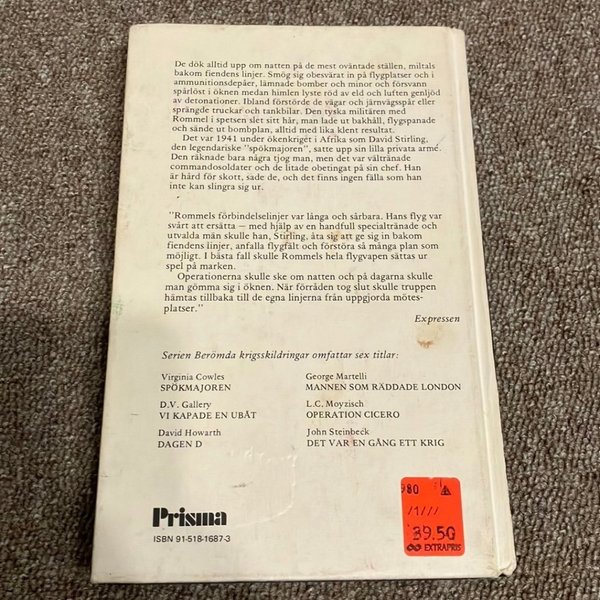 De dök alltid upp om natten på de mest oväntade ställen, miltals
bakom fiendens linjer. Smög sig obesvärat in på flygplatser och i
ammunitionsdepåer, lämnade bomber och minor och försvann
spårlöst i öknen medan himlen lyste röd av eld och luften genljöd
av detonationer. Ibland förstörde de vägar och järnvägsspår eller
sprängde truckar och tankbilar. Den tyska militären med
Rommel i spetsen slet sitt hår, man lade ut bakhåll, flygspanade
och sände ut bombplan, alltid med lika klent resultat.
Det var 1941 under ökenkriget i Afrika som David Stirling,
den legendariske "spökmajoren", satte upp sin lilla privata armé.
Den räknade bara några tjog man, men det var vältränade
commandosoldater och de litade obetingat på sin chef. Han
är hård för skott, sade de, och det finns ingen fälla som han
inte kan slingra sig ur.
"Rommels förbindelselinjer var långa och sårbara. Hans flyg var
svårt att ersätta — med hjälp av en handfull specialtränade och
utvalda män skulle han, Stirling, åta sig att ge sig in bakom
fiendens linjer, anfalla flygfält och förstöra så många plan som
möjligt. I bästa fall skulle Rommels hela flygvapen sättas ur
spel på marken.
Operationerna skulle ske om natten och på dagarna skulle
man gömma sig i öknen. När förråden tog slut skulle truppen
hämtas tillbaka till de egna linjerna från uppgjorda mötes-
platser."
Expressen
Serien Berömda krigsskildringar omfattar sex titlar:
Virginia Cowles
SPÖKMAJOREN
George Martelli
MANNEN SOM RÄDDADE LONDON
D.V. Gallery
VI KAPADE EN UBÅT
L.C. Moyzisch
OPERATION CICERO
David Howarth
DAGEN D
John Steinbeck
DET VAR EN GÅNG ETT KRIG
Prisma
ISBN 91-518-1687-3
980
/1///
39.50
EXTRAPRIS